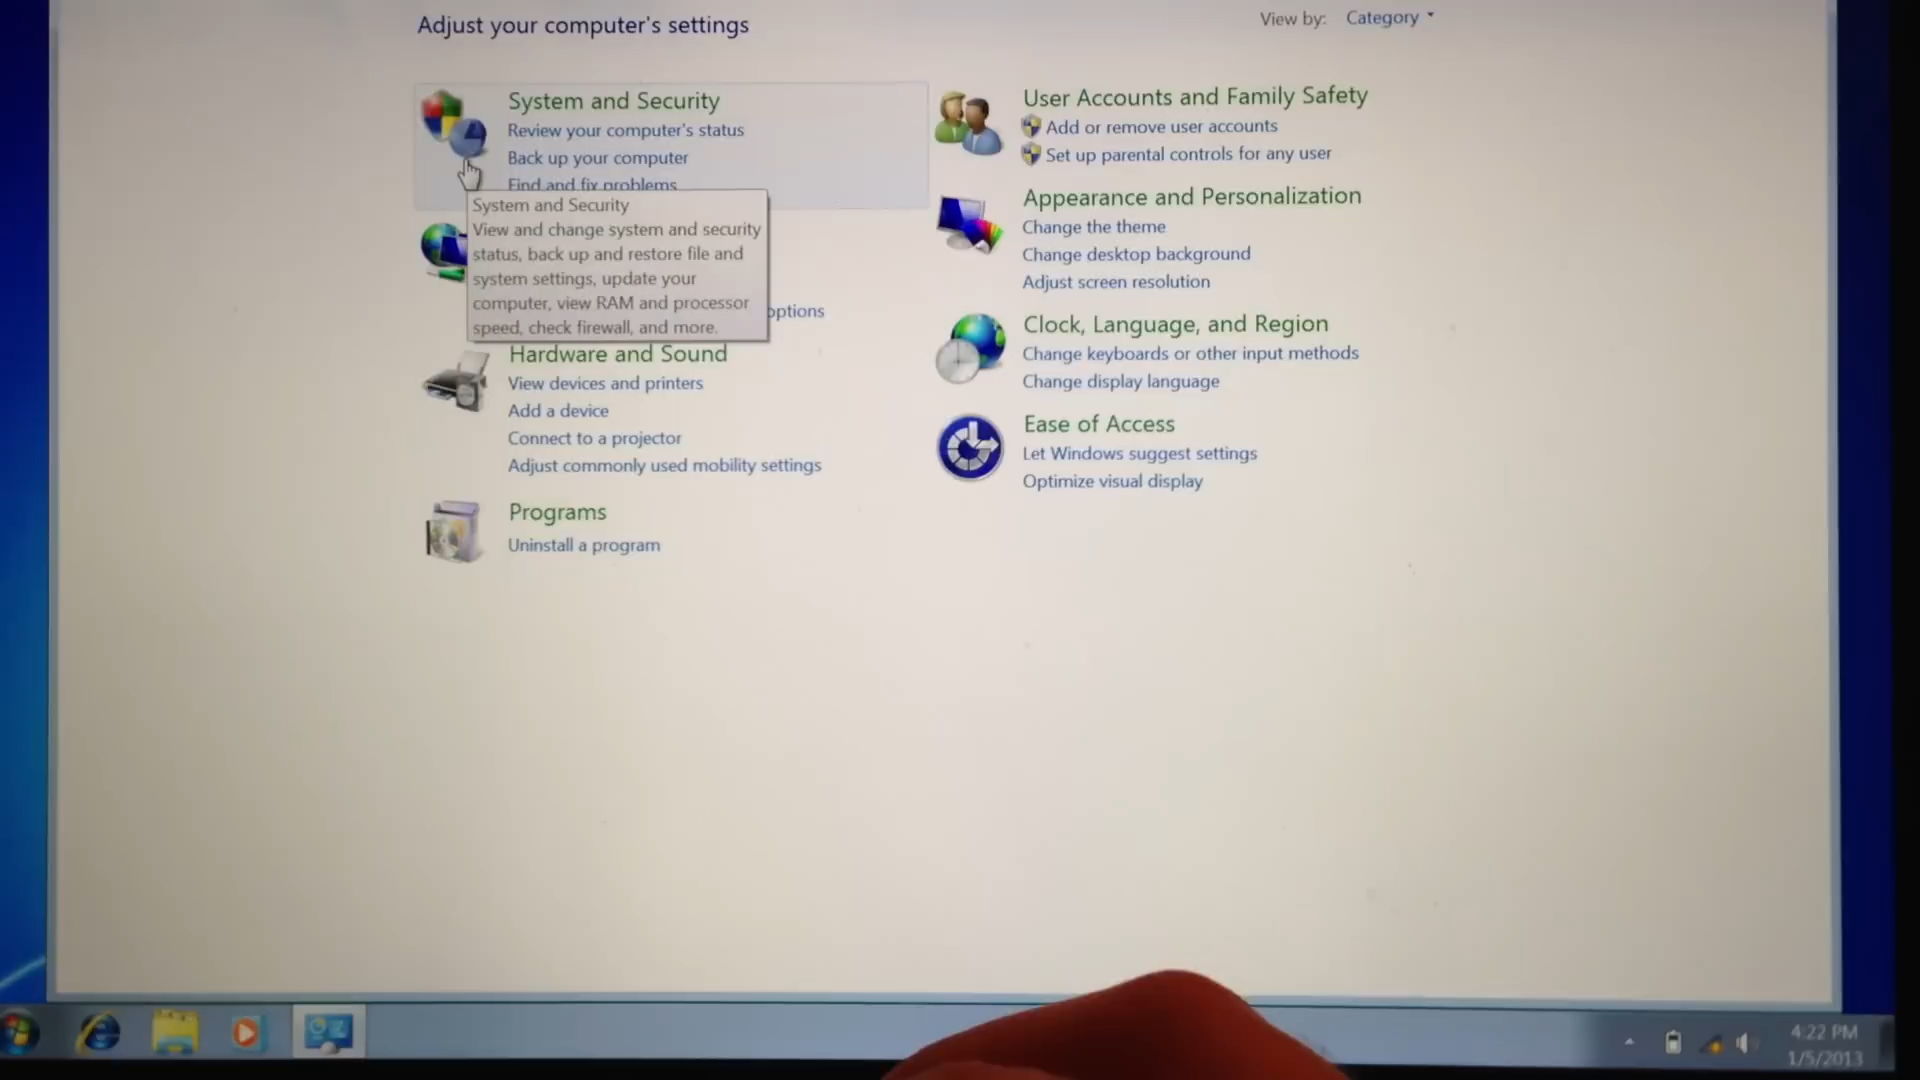 Adjust your computer's settings
View by: Category
System and Security
Review your computer's status
Back up your computer
Find and fix problems
System and Security
View and change system and security
status, back up and restore file and
system settings, update your
computer, view RAM and processor
speed, check firewall, and more.
options
Hardware and Sound
View devices and printers
Add a device
Connect to a projector
Adjust commonly used mobility settings
Programs
Uninstall a program
User Accounts and Family Safety
Add or remove user accounts
Set up parental controls for any user
Appearance and Personalization
Change the theme
Change desktop background
Adjust screen resolution
Clock, Language, and Region
Change keyboards or other input methods
Change display language
Ease of Access
Let Windows suggest settings
Optimize visual display
4:22 PM
1/5/2013